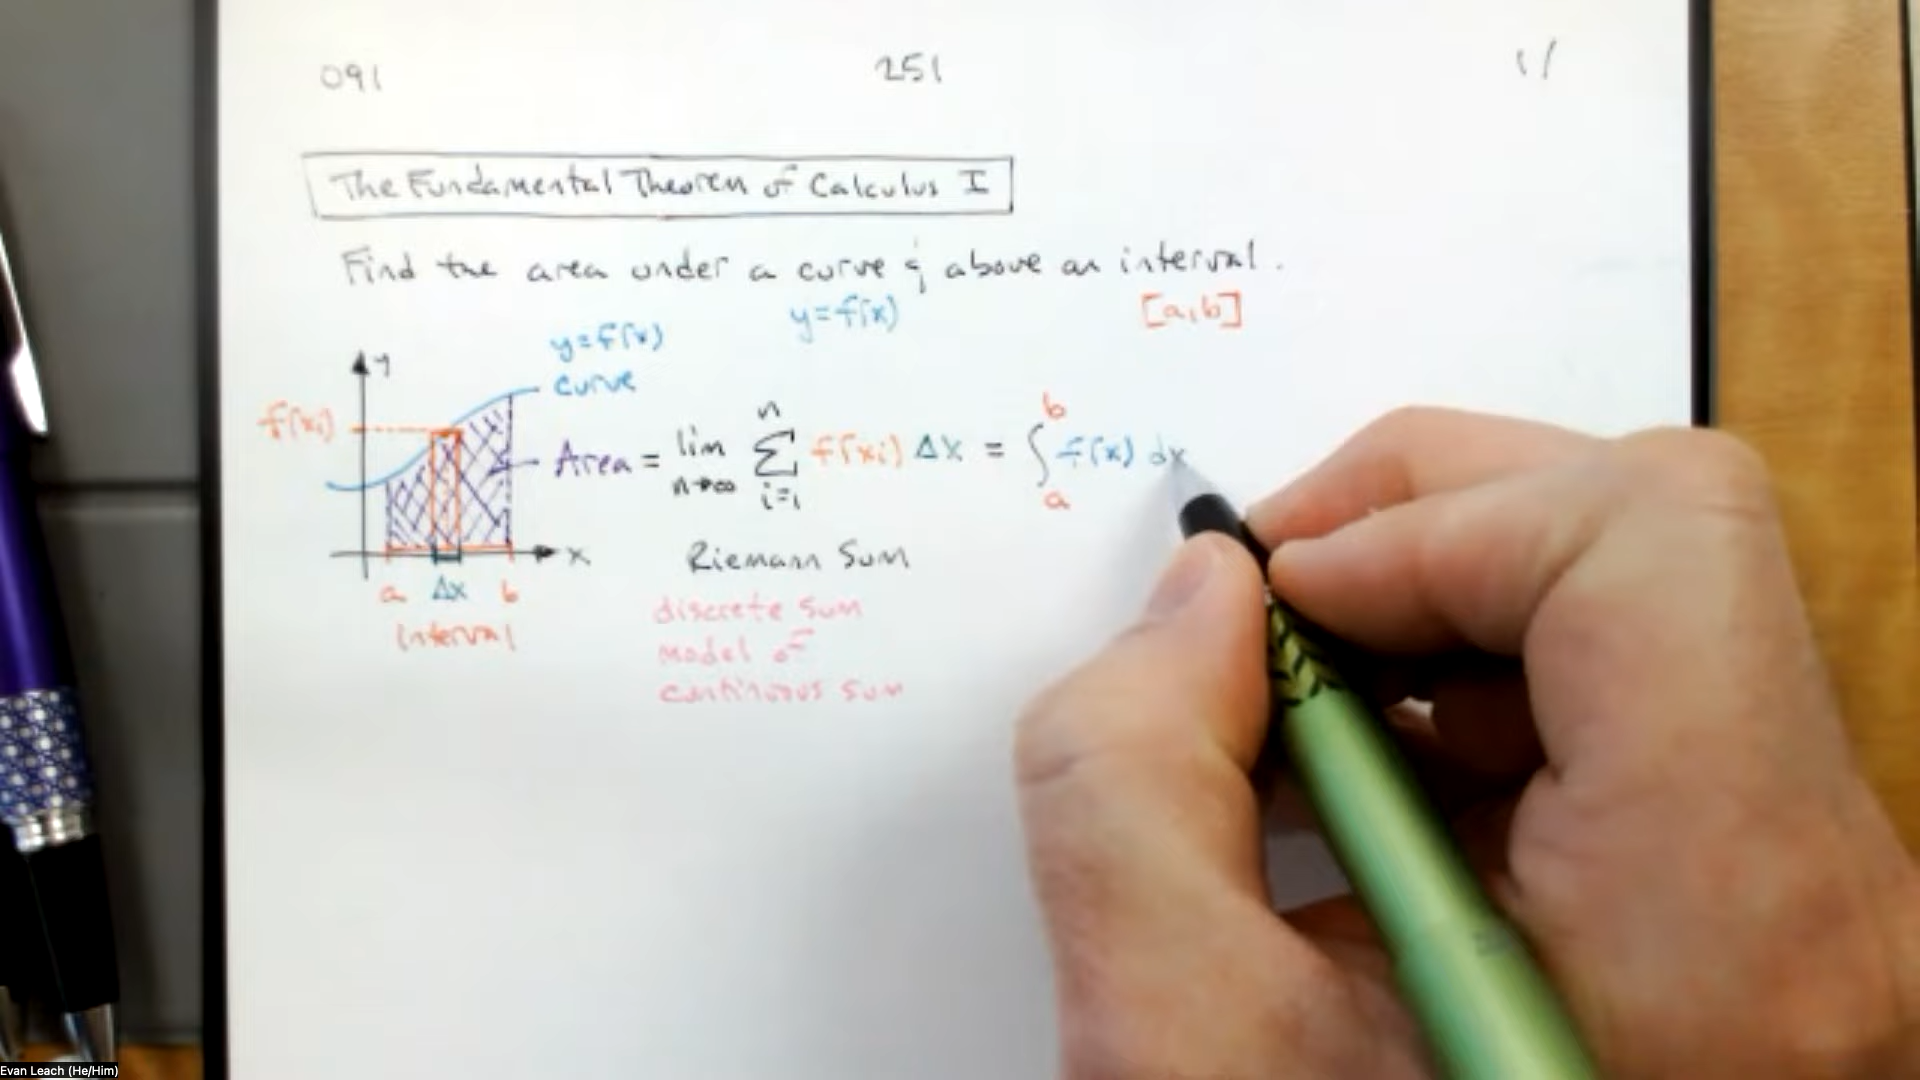 091 251 1/
The Fundamental Theorem of Calculus I
Find the area under a curve & above an interval.
y=f(x) [a,b]
y=f(x)
curve
y
f(xi)
Area = lim n→∞ n Σ i=1 f(xi) Δx = ∫ b a f(x) dx
x
a Δx b
interval
Riemann Sum
discrete sum
model of
continuous sum
Evan Leach (He/Him)